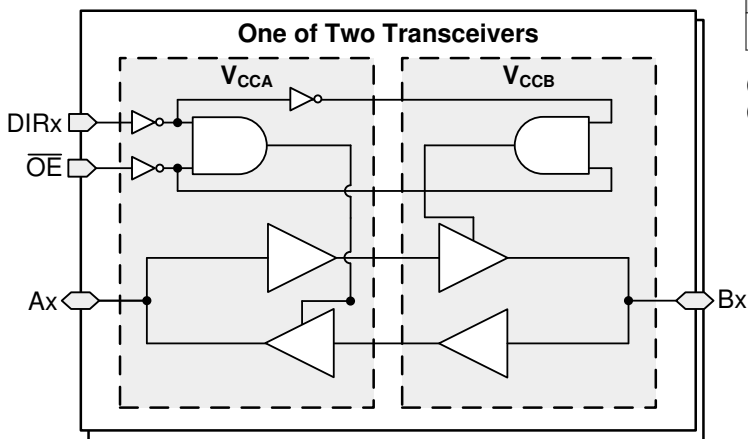 One of Two Transceivers
VCCA
VCCB
DIRx
OE
Ax
Bx